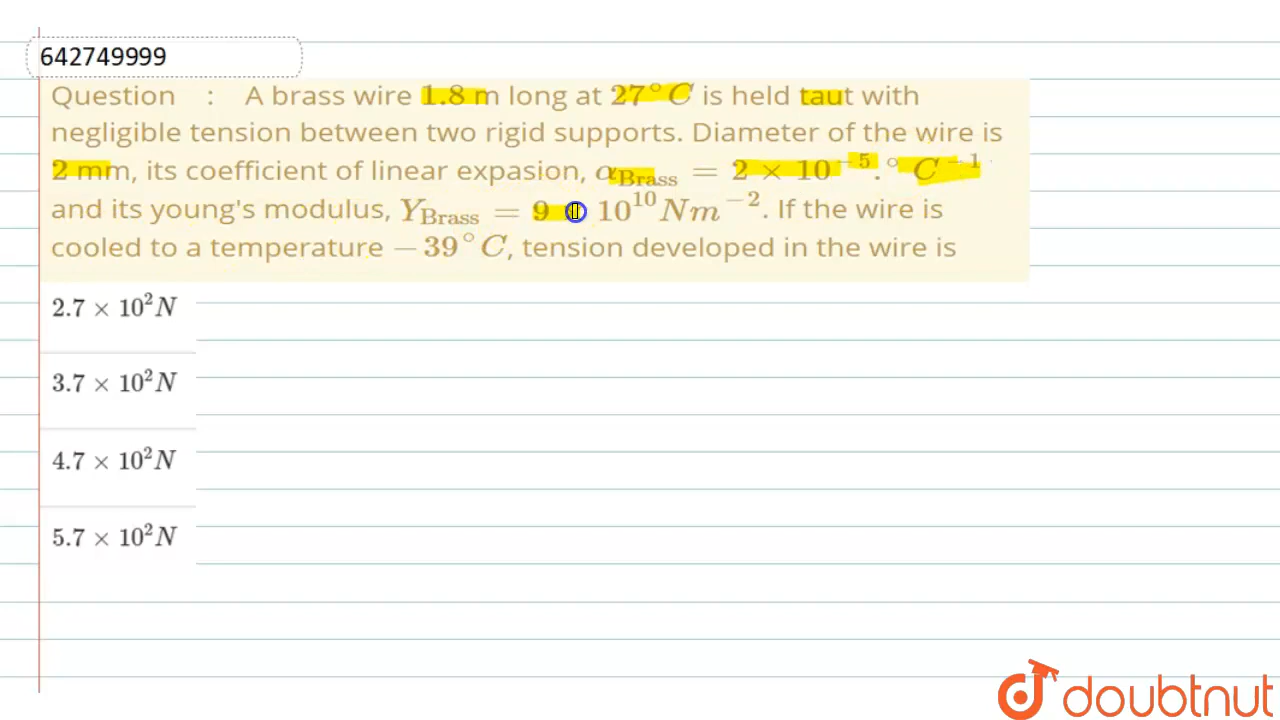 642749999
Question : A brass wire 1.8 m long at 27°C is held taut with
negligible tension between two rigid supports. Diameter of the wire is
2 mm, its coefficient of linear expasion, α_Brass = 2 × 10^−5.°C^−1
and its young's modulus, Y_Brass = 9 10^10 Nm^−2. If the wire is
cooled to a temperature −39°C, tension developed in the wire is
2.7 × 10^2 N
3.7 × 10^2 N
4.7 × 10^2 N
5.7 × 10^2 N
doubtnut